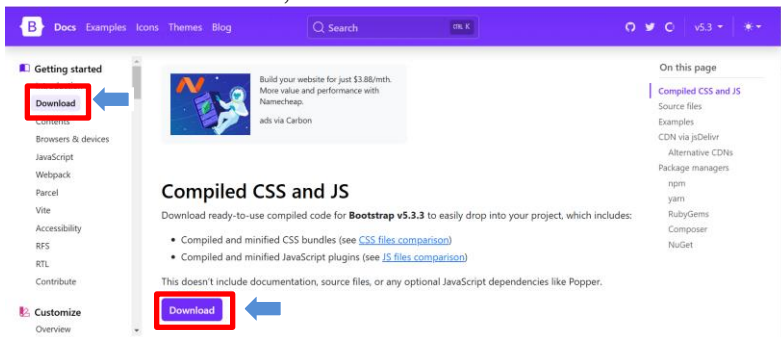 B Docs Examples Icons Themes Blog Search CTRL K v5.3
Getting started
Download
Contents
Browsers & devices
JavaScript
Webpack
Parcel
Vite
Accessibility
RFS
RTL
Contribute
Customize
Overview
Build your website for just $3.88/mth.
More value and performance with
Namecheap.
ads via Carbon
Compiled CSS and JS
Download ready-to-use compiled code for Bootstrap v5.3.3 to easily drop into your project, which includes:
• Compiled and minified CSS bundles (see CSS files comparison)
• Compiled and minified JavaScript plugins (see JS files comparison)
This doesn't include documentation, source files, or any optional JavaScript dependencies like Popper.
Download
On this page
Compiled CSS and JS
Source files
Examples
CDN via jsDelivr
Alternative CDNs
Package managers
npm
yarn
RubyGems
Composer
NuGet